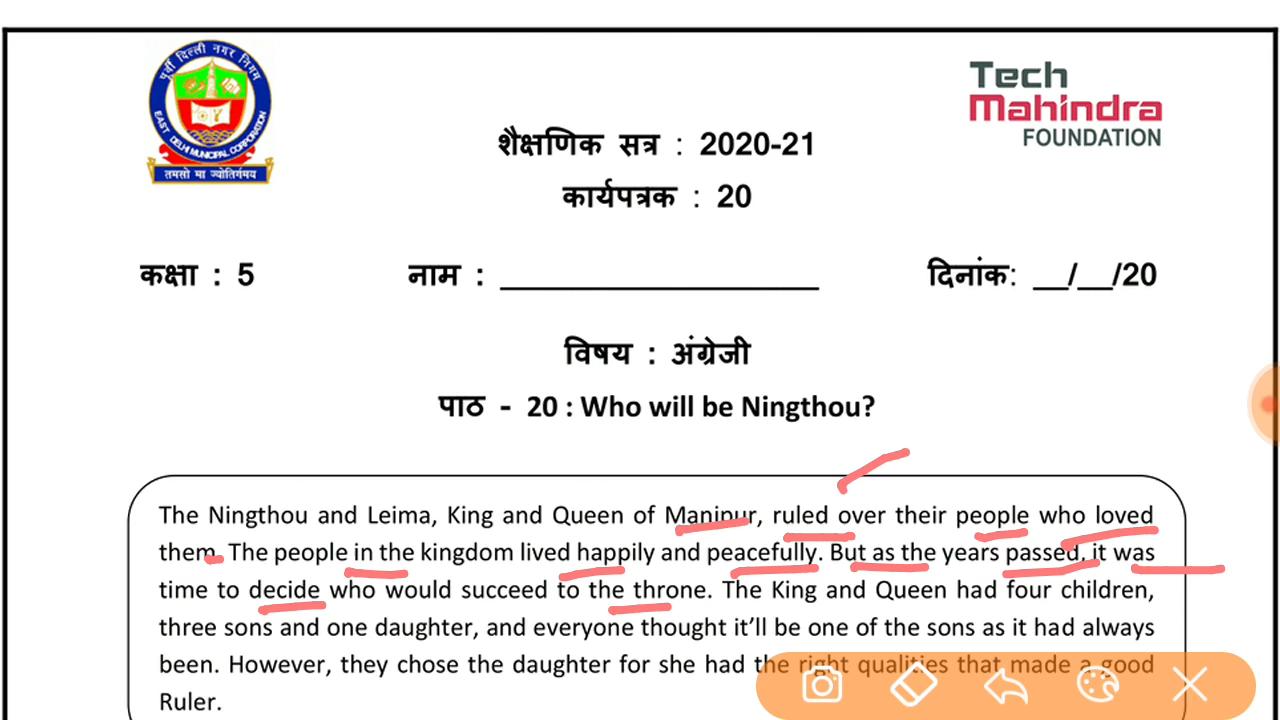 पूर्वी दिल्ली नगर निगम
EAST DELHI MUNICIPAL CORPORATION
तमसो मा ज्योतिर्गमय
Tech
Mahindra
FOUNDATION
शैक्षणिक सत्र : 2020-21
कार्यपत्रक : 20
कक्षा : 5 नाम : ____________________ दिनांक: __/__/20
विषय : अंग्रेजी
पाठ - 20 : Who will be Ningthou?
The Ningthou and Leima, King and Queen of Manipur, ruled over their people who loved
them. The people in the kingdom lived happily and peacefully. But as the years passed, it was
time to decide who would succeed to the throne. The King and Queen had four children,
three sons and one daughter, and everyone thought it’ll be one of the sons as it had always
been. However, they chose the daughter for she had the right qualities that made a good
Ruler.